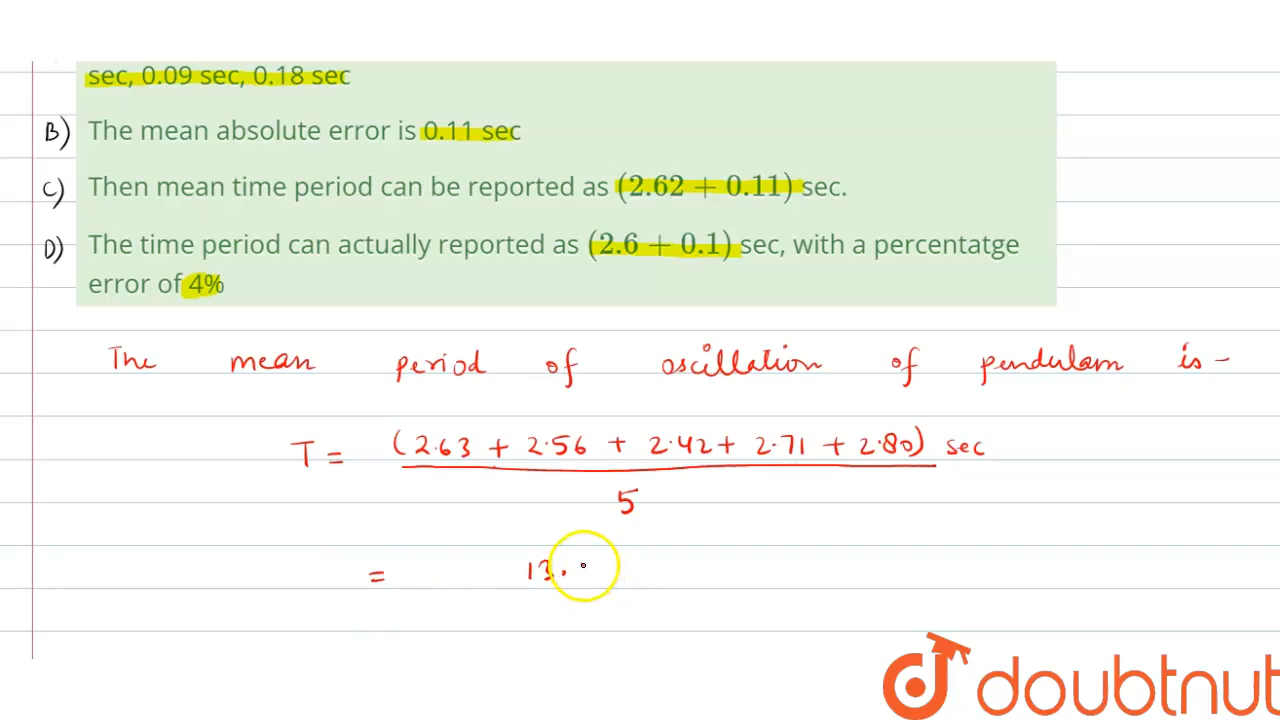 sec, 0.09 sec, 0.18 sec
B) The mean absolute error is 0.11 sec
C) Then mean time period can be reported as (2.62 + 0.11) sec.
D) The time period can actually reported as (2.6 + 0.1) sec, with a percentatge
error of 4%
The mean period of oscillation of pendulam is -
T = (2.63 + 2.56 + 2.42 + 2.71 + 2.80) sec
5
= 13.
doubtnut